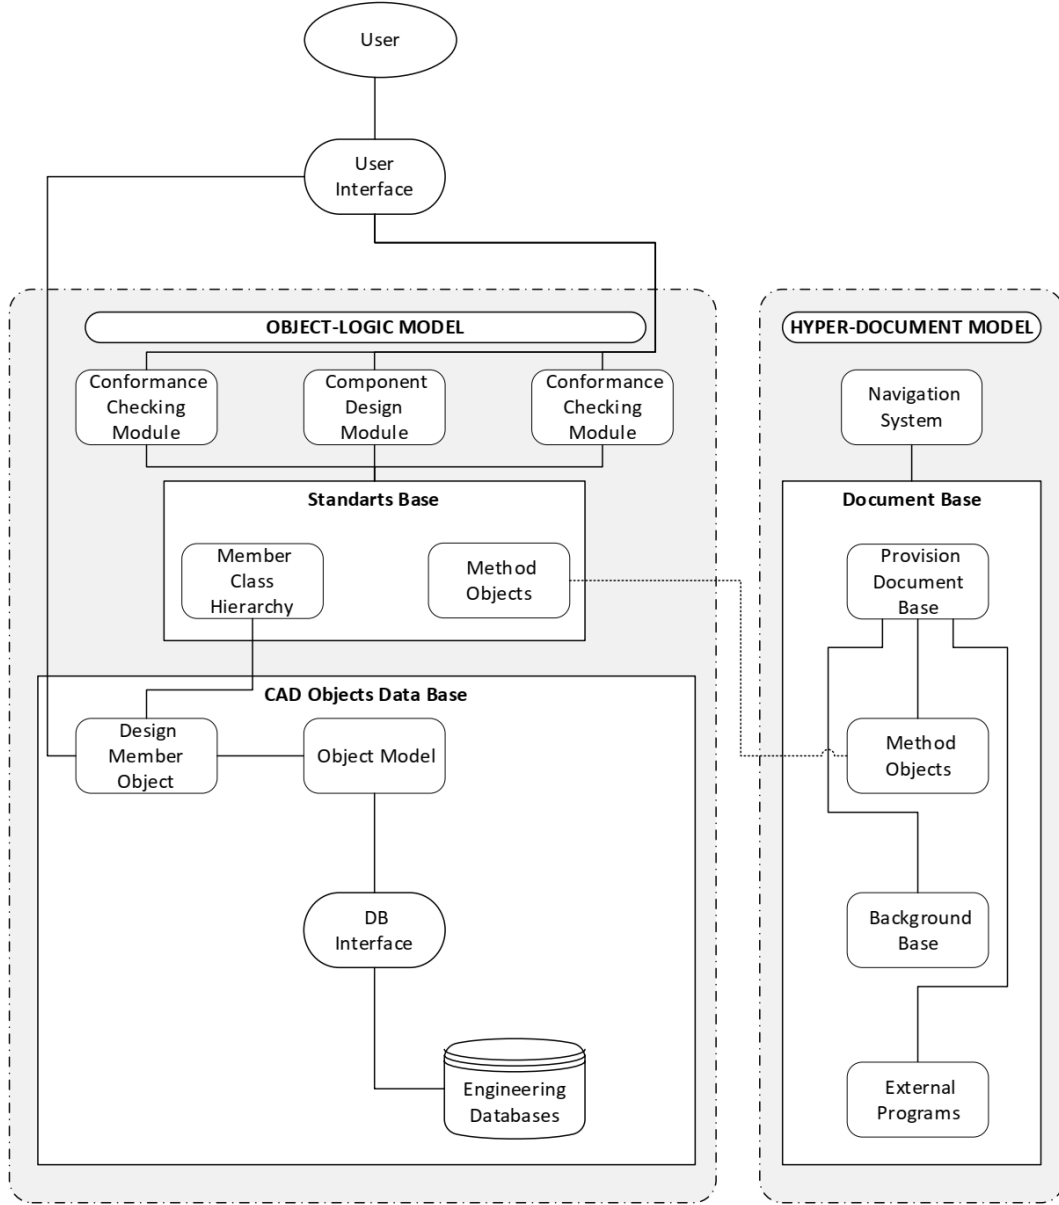 User
User
Interface
OBJECT-LOGIC MODEL
HYPER-DOCUMENT MODEL
Conformance
Checking
Module
Component
Design
Module
Conformance
Checking
Module
Navigation
System
Standarts Base
Document Base
Member
Class
Hierarchy
Method
Objects
Provision
Document
Base
CAD Objects Data Base
Design
Member
Object
Object Model
Method
Objects
DB
Interface
Background
Base
Engineering
Databases
External
Programs